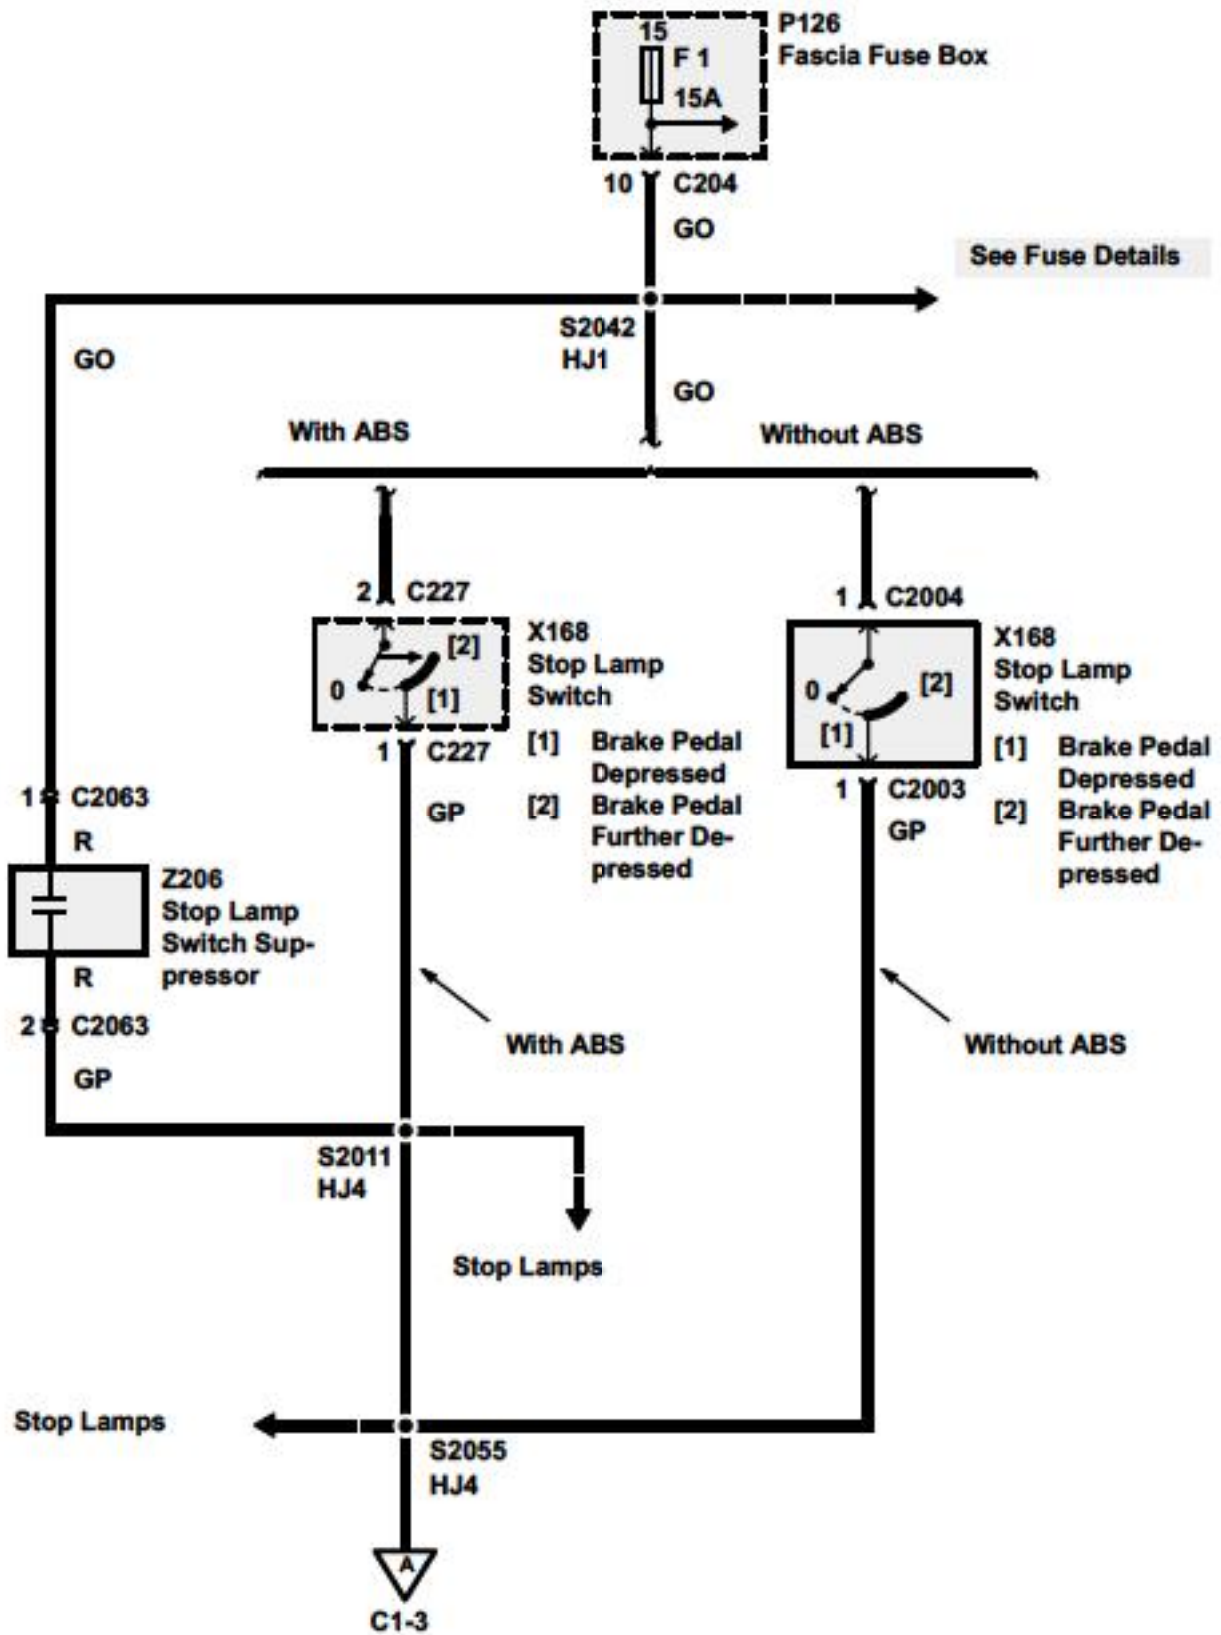 P126
Fascia Fuse Box
15
F 1
15A
10 C204
GO
See Fuse Details
S2042
HJ1
GO
GO
With ABS
Without ABS
2 C227
1 C2004
X168
Stop Lamp
Switch
0
[2]
[1]
[1] Brake Pedal
Depressed
[2] Brake Pedal
Further De-
pressed
1 C227
GP
X168
Stop Lamp
Switch
0
[2]
[1]
[1] Brake Pedal
Depressed
[2] Brake Pedal
Further De-
pressed
1 C2003
GP
1 C2063
R
Z206
Stop Lamp
Switch Sup-
pressor
R
2 C2063
GP
With ABS
Without ABS
S2011
HJ4
Stop Lamps
Stop Lamps
S2055
HJ4
A
C1-3